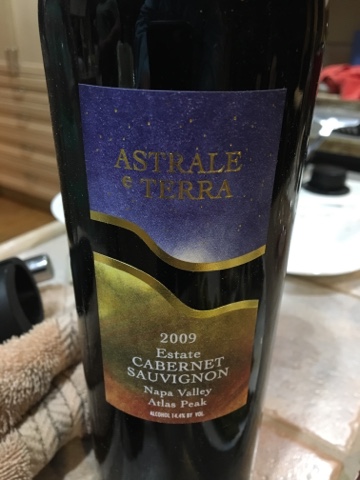 ASTRALE
e TERRA
2009
Estate
CABERNET
SAUVIGNON
Napa Valley
Atlas Peak
ALCOHOL 14.4% BY VOL.